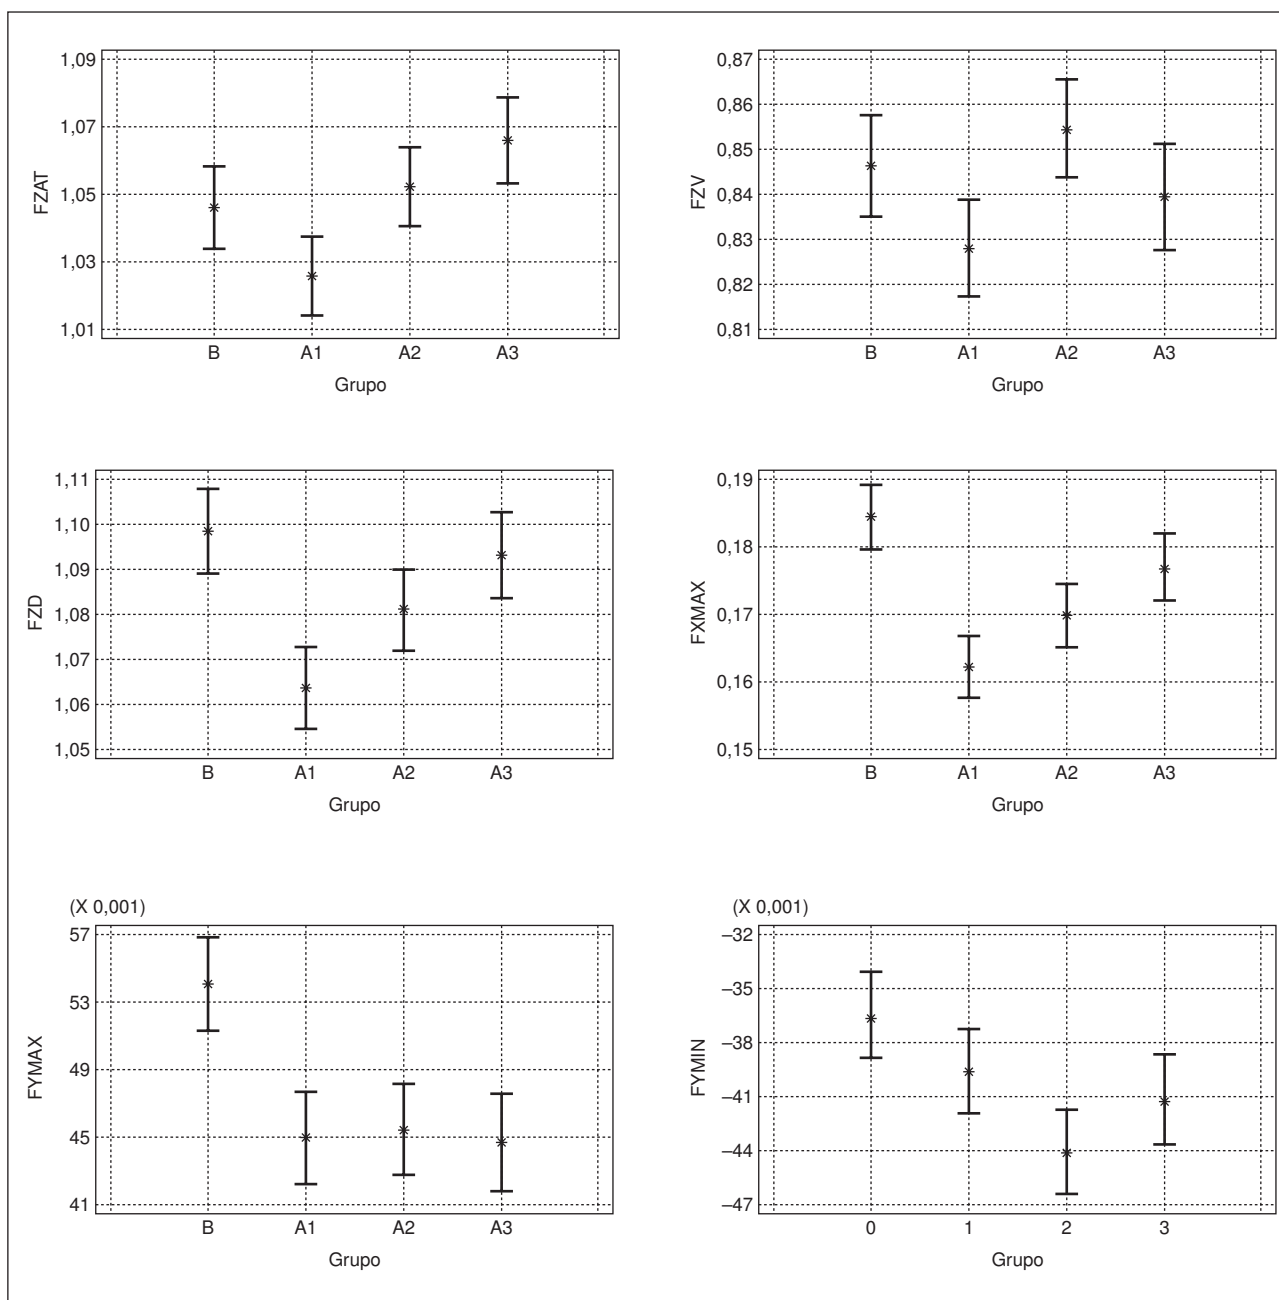 1,09
1,07
1,05
1,03
1,01
FZAT
B A1 A2 A3
Grupo
0,87
0,86
0,85
0,84
0,83
0,82
0,81
FZV
B A1 A2 A3
Grupo
1,11
1,10
1,09
1,08
1,07
1,06
1,05
FZD
B A1 A2 A3
Grupo
0,19
0,18
0,17
0,16
0,15
FXMAX
B A1 A2 A3
Grupo
(X 0,001)
57
53
49
45
41
FYMAX
B A1 A2 A3
Grupo
(X 0,001)
–32
–35
–38
–41
–44
–47
FYMIN
0 1 2 3
Grupo